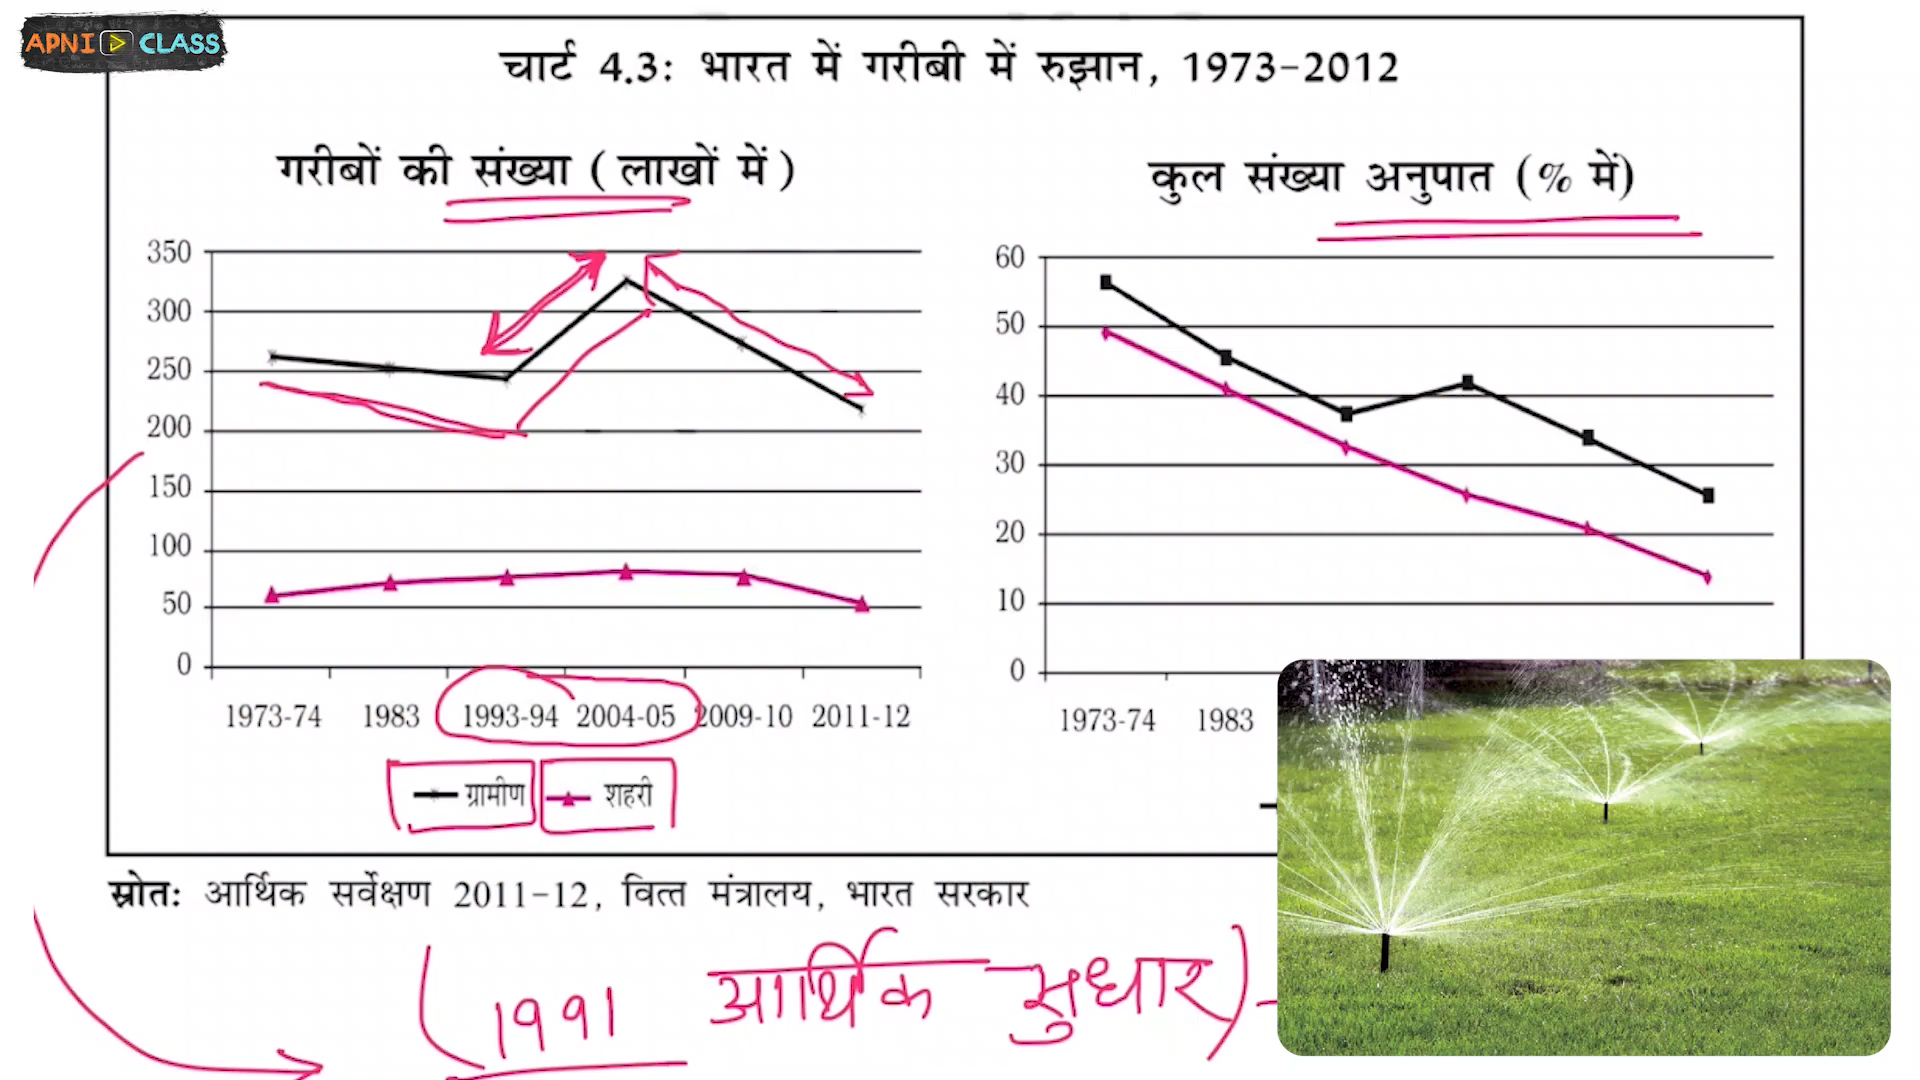 APNI CLASS
चार्ट 4.3: भारत में गरीबी में रुझान, 1973-2012
गरीबों की संख्या (लाखों में)
350
300
250
200
150
100
50
0
1973-74 1983 1993-94 2004-05 2009-10 2011-12
ग्रामीण शहरी
कुल संख्या अनुपात (% में)
60
50
40
30
20
10
0
1973-74 1983
स्रोत: आर्थिक सर्वेक्षण 2011-12, वित्त मंत्रालय, भारत सरकार
(1991 आर्थिक सुधार)-